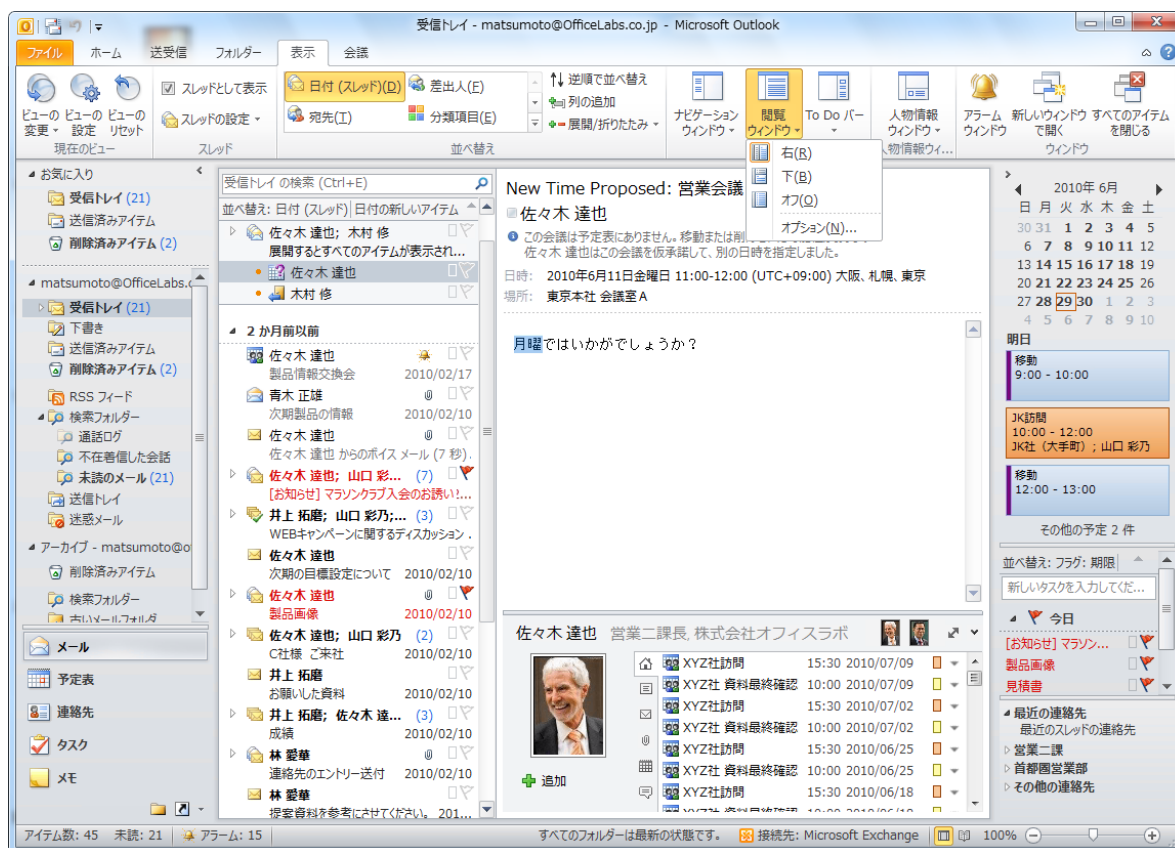 受信トレイ - matsumoto@OfficeLabs.co.jp - Microsoft Outlook
ファイル ホーム 送受信 フォルダー 表示 会議
ビューの変更 ビューの設定 ビューのリセット
現在のビュー
スレッドとして表示
スレッドの設定
スレッド
日付 (スレッド)(D) 差出人(E)
宛先(T) 分類項目(E)
逆順で並べ替え
列の追加
展開/折りたたみ
並べ替え
ナビゲーション ウィンドウ
閲覧 ウィンドウ
To Do バー
人物情報 ウィンドウ
人物情報ウィ...
アラーム ウィンドウ
新しいウィンドウで開く
すべてのアイテムを閉じる
ウィンドウ
右(R)
下(B)
オフ(O)
オプション(N)...
お気に入り
受信トレイ (21)
送信済みアイテム
削除済みアイテム (2)
matsumoto@OfficeLabs.c
受信トレイ (21)
下書き
送信済みアイテム
削除済みアイテム (2)
RSS フィード
検索フォルダー
通話ログ
不在着信した会話
未読のメール (21)
送信トレイ
迷惑メール
アーカイブ - matsumoto@o
削除済みアイテム
検索フォルダー
古いメールフォルダ
メール
予定表
連絡先
タスク
メモ
受信トレイ の検索 (Ctrl+E)
並べ替え: 日付 (スレッド) 日付の新しいアイテム
佐々木 達也; 木村 修
展開するとすべてのアイテムが表示され...
佐々木 達也
木村 修
2 か月前以前
佐々木 達也
製品情報交換会 2010/02/17
青木 正雄
次期製品の情報 2010/02/10
佐々木 達也
佐々木 達也 からのボイス メール (7 秒).
佐々木 達也; 山口 彩... (7)
[お知らせ] マラソンクラブ入会のお誘い!...
井上 拓磨; 山口 彩乃;... (3)
WEBキャンペーンに関するディスカッション .
佐々木 達也
次期の目標設定について 2010/02/10
佐々木 達也
製品画像 2010/02/10
佐々木 達也; 山口 彩乃 (2)
C社様 ご来社 2010/02/10
井上 拓磨
お願いした資料 2010/02/10
井上 拓磨; 佐々木 達... (3)
成績 2010/02/10
林 愛華
連絡先のエントリー送付 2010/02/10
林 愛華
提案資料を参考にさせてください。 201...
New Time Proposed: 営業会議
佐々木 達也
この会議は予定表にありません。移動または削
佐々木 達也はこの会議を仮承諾して、別の日時を指定しました。
日時: 2010年6月11日金曜日 11:00-12:00 (UTC+09:00) 大阪、札幌、東京
場所: 東京本社 会議室A
月曜ではいかがでしょうか?
佐々木 達也 営業二課長, 株式会社オフィスラボ
追加
XYZ社訪問 15:30 2010/07/09
XYZ社 資料最終確認 10:00 2010/07/09
XYZ社訪問 15:30 2010/07/02
XYZ社 資料最終確認 10:00 2010/07/02
XYZ社訪問 15:30 2010/06/25
XYZ社 資料最終確認 10:00 2010/06/25
XYZ社訪問 15:30 2010/06/18
XYZ社 資料最終確認 10:00 2010/06/18
2010年 6月
日 月 火 水 木 金 土
30 31 1 2 3 4 5
6 7 8 9 10 11 12
13 14 15 16 17 18 19
20 21 22 23 24 25 26
27 28 29 30 1 2 3
4 5 6 7 8 9 10
明日
移動
9:00 - 10:00
JK訪問
10:00 - 12:00
JK社 (大手町) ; 山口 彩乃
移動
12:00 - 13:00
その他の予定 2 件
並べ替え: フラグ: 期限
新しいタスクを入力してくだ...
今日
[お知らせ] マラソン...
製品画像
見積書
最近の連絡先
最近のスレッドの連絡先
営業二課
首都圏営業部
その他の連絡先
アイテム数: 45 未読: 21 アラーム: 15 すべてのフォルダーは最新の状態です。 接続先: Microsoft Exchange 100%